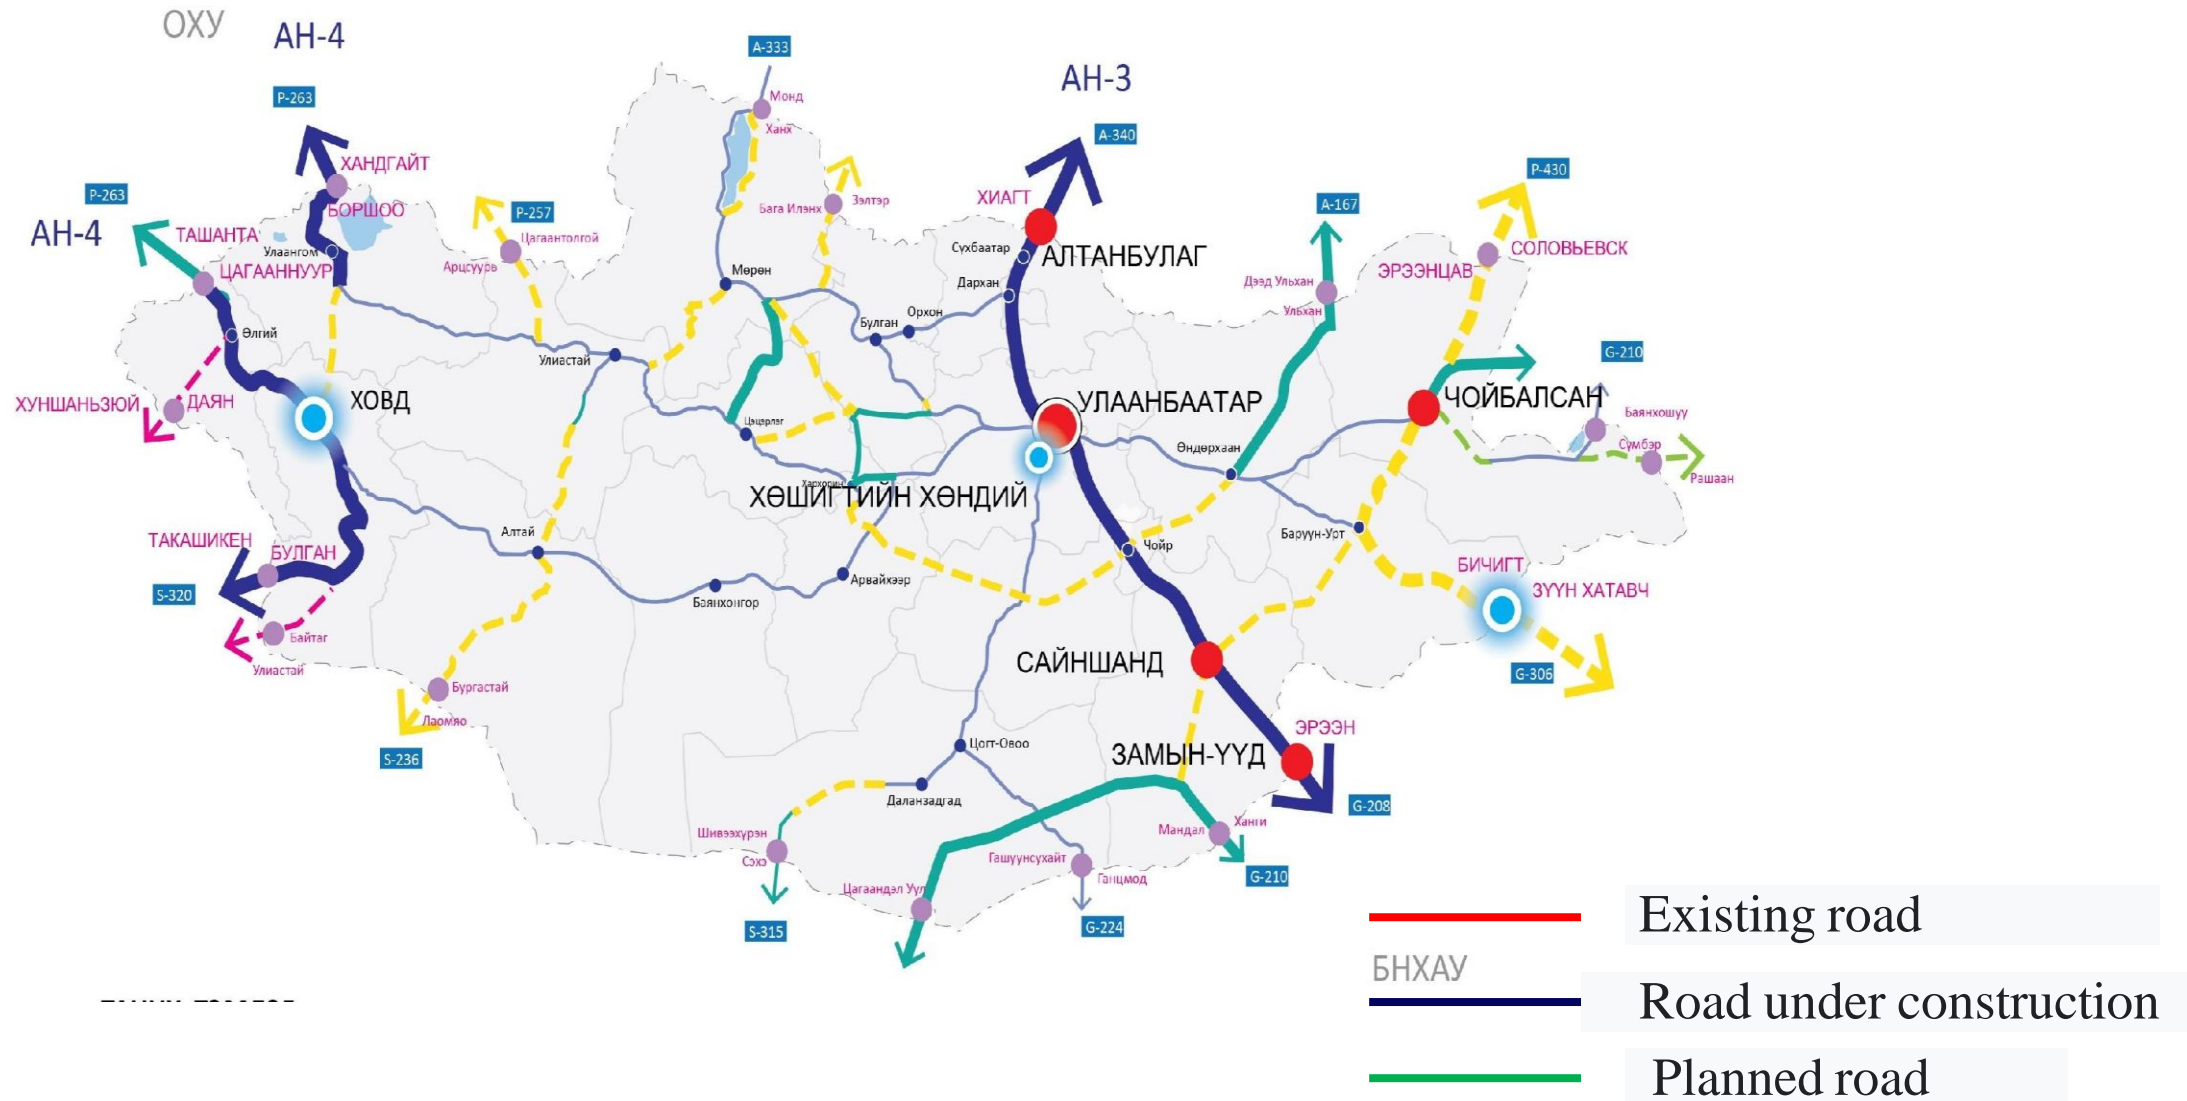 ОХУ
АН-4
А-333
АН-3
Р-263
Монд
Ханх
А-340
ХАНДГАЙТ
Р-430
Р-263
БОРШОО
Бага Илэнх
Зэлтэр
ХИАГТ
А-167
АН-4
ТАШАНТА
Р-257
Цагаантолгой
Улаангом
Арцсуурь
Сүхбаатар
АЛТАНБУЛАГ
СОЛОВЬЕВСК
ЦАГААННУУР
Мөрөн
Дархан
Дээд Ульхан
ЭРЭЭНЦАВ
Ульхан
Өлгий
Булган
Орхон
Улиастай
G-210
ХУНШАНЬЗЮЙ
ДАЯН
ХОВД
УЛААНБААТАР
ЧОЙБАЛСАН
Баянхошуу
Цэцэрлэг
Өндөрхаан
Сүмбэр
Рашаан
Хархорин
ХӨШИГТИЙН ХӨНДИЙ
ТАКАШИКЕН
БУЛГАН
Алтай
Чойр
Баруун-Урт
S-320
Арвайхээр
Баянхонгор
БИЧИГТ
ЗҮҮН ХАТАВЧ
Байтаг
Улиастай
САЙНШАНД
G-306
Бургастай
Лаомяо
ЭРЭЭН
S-236
Цогт-Овоо
ЗАМЫН-ҮҮД
Даланзадгад
G-208
Шивээхүрэн
Сэхэ
Мандал
Ханги
Гашуунсухайт
Ганцмод
G-210
Цагаандэл Уул
S-315
G-224
Existing road
БНХАУ
Road under construction
Planned road